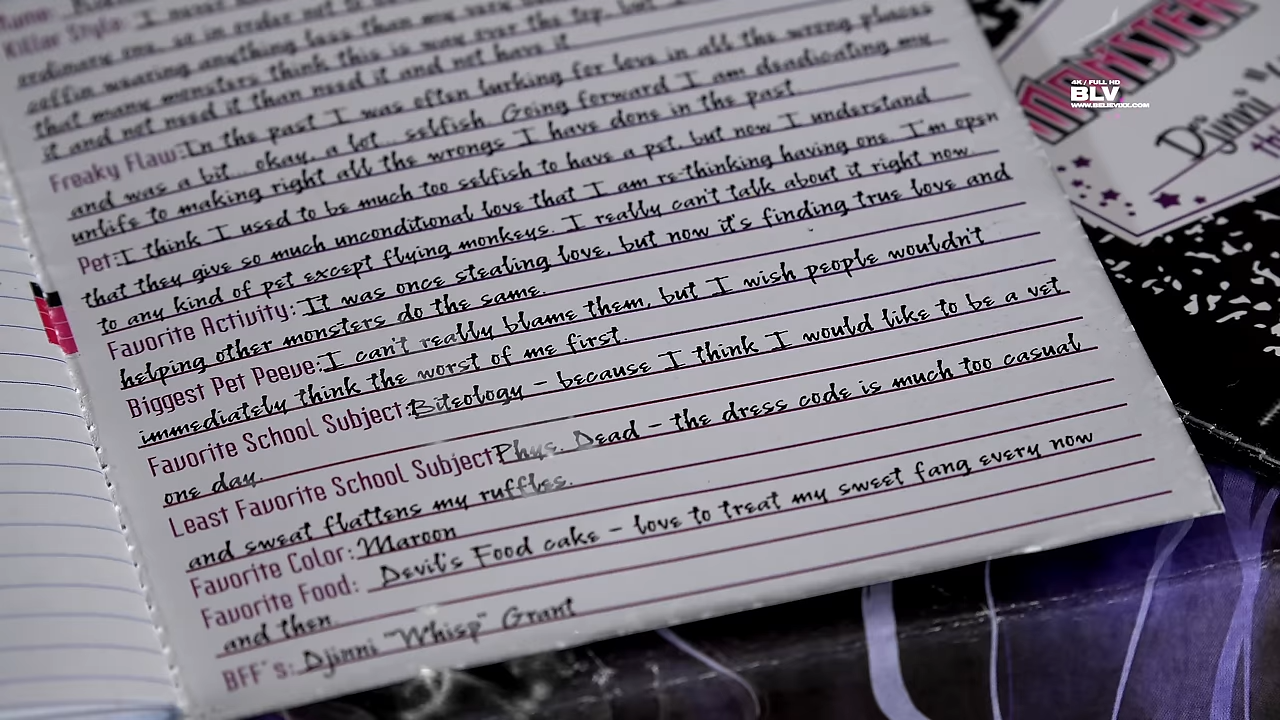 Killer Style: I never
ordinary one, so in order not to
coffin wearing anything less than my very
that many monsters think this is way over the top, but I
it and not need it than need it and not have it
Freaky Flaw: In the past I was often lurking for love in all the wrong places
and was a bit... okay, a lot... selfish. Going forward I am deadicating my
unlife to making right all the wrongs I have done in the past
Pet: I think I used to be much too selfish to have a pet, but now I understand
that they give so much unconditional love that I am re-thinking having one. I'm open
to any kind of pet except flying monkeys. I really can't talk about it right now.
Favorite Activity: It was once stealing love, but now it's finding true love and
helping other monsters do the same.
Biggest Pet Peeve: I can't really blame them, but I wish people wouldn't
immediately think the worst of me first.
Favorite School Subject: Biteology - because I think I would like to be a vet
one day.
Least Favorite School Subject: Phys. Dead - the dress code is much too casual
and sweat flattens my ruffles.
Favorite Color: Maroon
Favorite Food: Devil's Food cake - love to treat my sweet fang every now
and then.
BFF's: Djinni "Whisp" Grant
4K / FULL HD
BLV
WWW.BELIEVIXX.COM
MONSTER
Djinni "